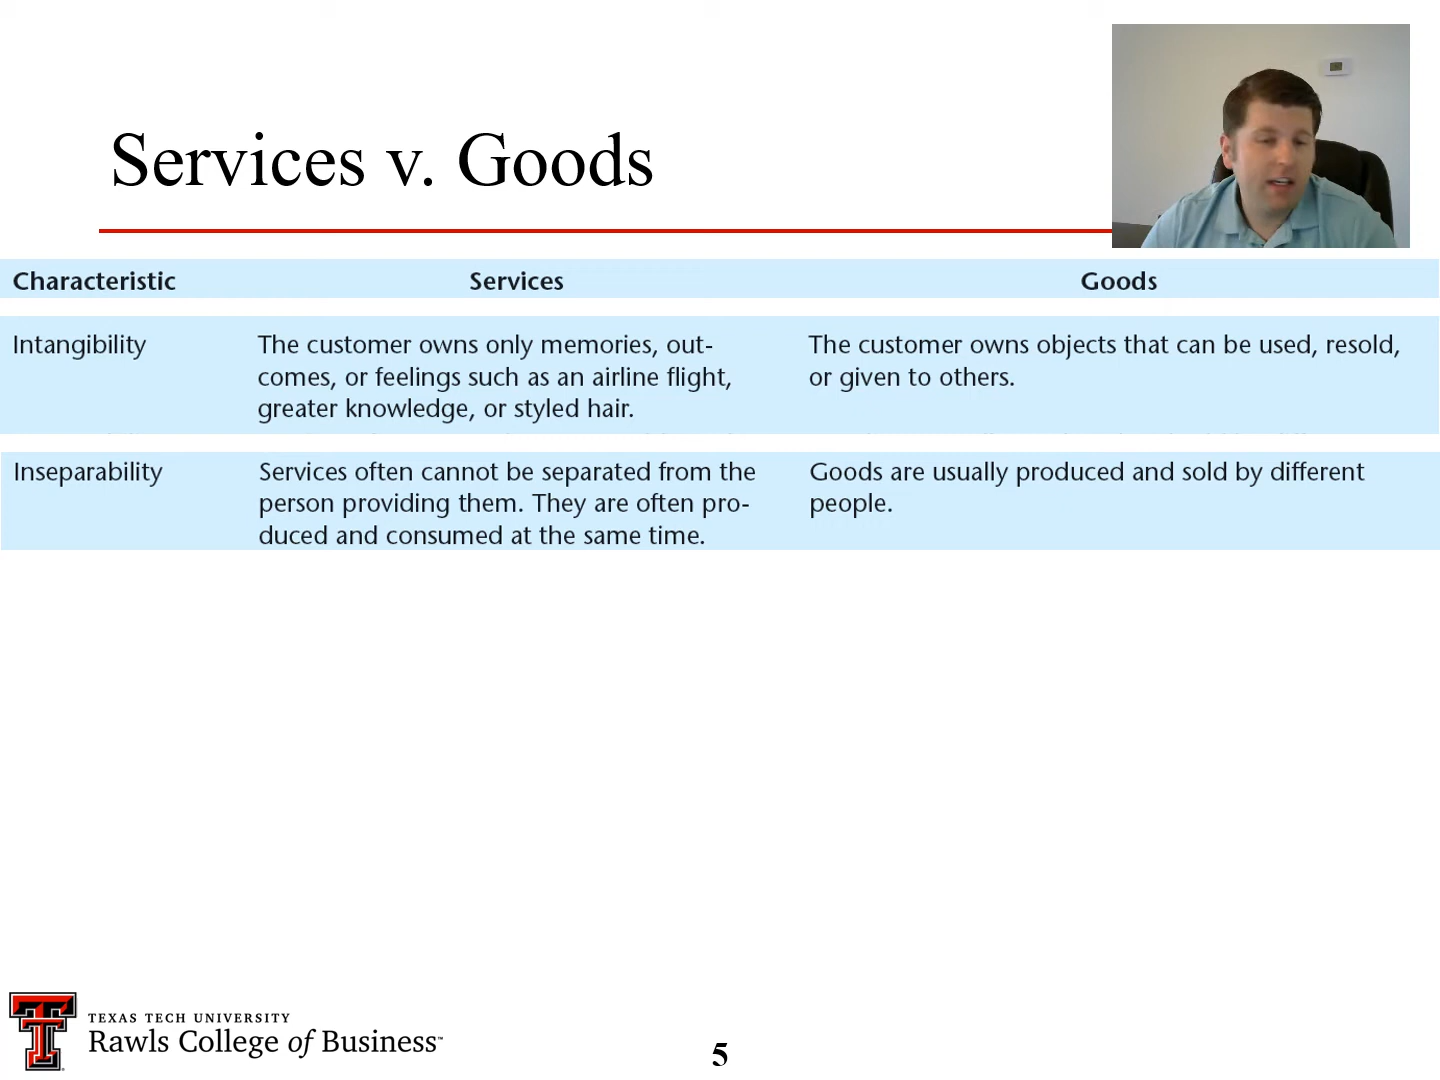 Services v. Goods
Characteristic Services Goods
Intangibility
The customer owns only memories, out-
comes, or feelings such as an airline flight,
greater knowledge, or styled hair.
The customer owns objects that can be used, resold,
or given to others.
Inseparability
Services often cannot be separated from the
person providing them. They are often pro-
duced and consumed at the same time.
Goods are usually produced and sold by different
people.
TEXAS TECH UNIVERSITY
Rawls College of Business™
5